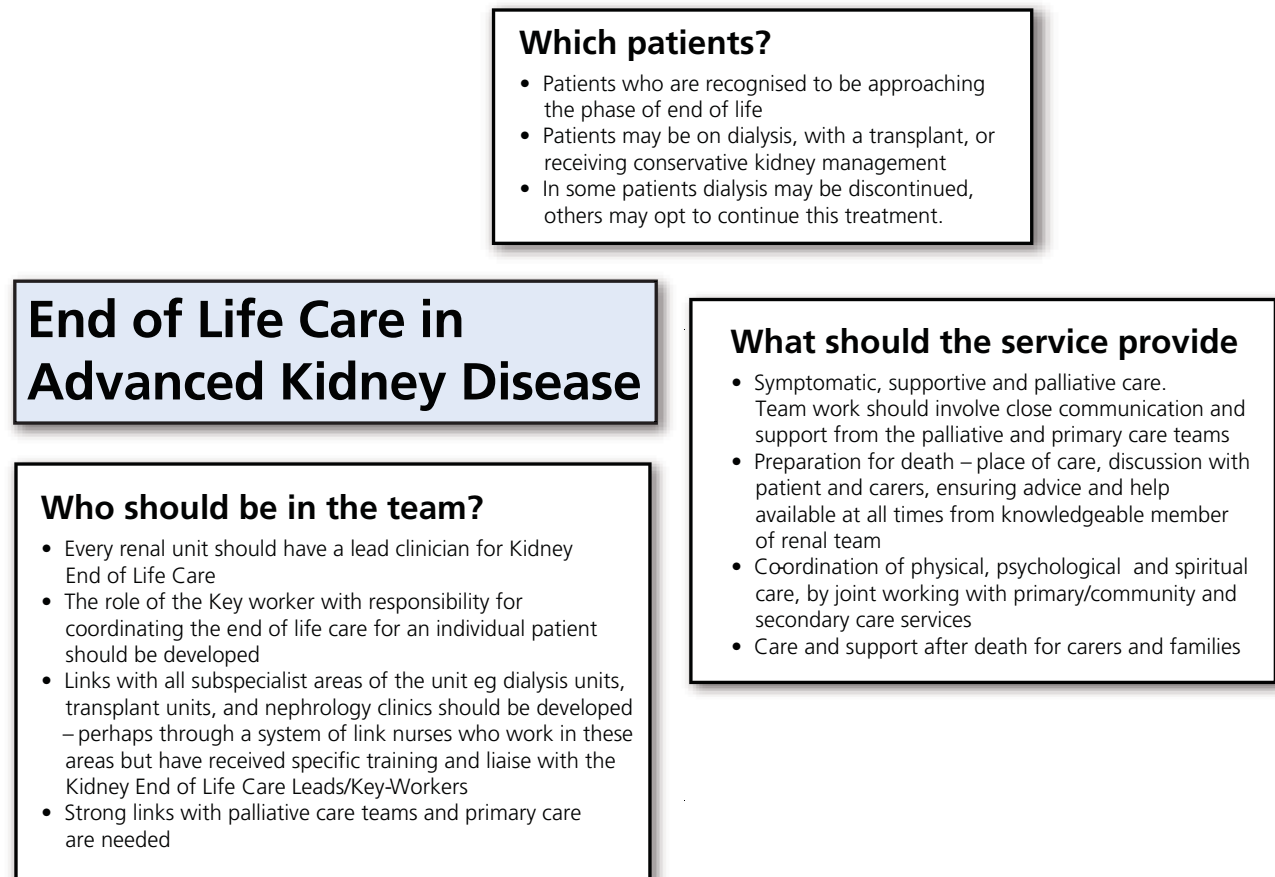 Which patients?
• Patients who are recognised to be approaching
the phase of end of life
• Patients may be on dialysis, with a transplant, or
receiving conservative kidney management
• In some patients dialysis may be discontinued,
others may opt to continue this treatment.
End of Life Care in
Advanced Kidney Disease
What should the service provide
• Symptomatic, supportive and palliative care.
Team work should involve close communication and
support from the palliative and primary care teams
• Preparation for death – place of care, discussion with
patient and carers, ensuring advice and help
available at all times from knowledgeable member
of renal team
• Co-ordination of physical, psychological and spiritual
care, by joint working with primary/community and
secondary care services
• Care and support after death for carers and families
Who should be in the team?
• Every renal unit should have a lead clinician for Kidney
End of Life Care
• The role of the Key worker with responsibility for
coordinating the end of life care for an individual patient
should be developed
• Links with all subspecialist areas of the unit eg dialysis units,
transplant units, and nephrology clinics should be developed
– perhaps through a system of link nurses who work in these
areas but have received specific training and liaise with the
Kidney End of Life Care Leads/Key-Workers
• Strong links with palliative care teams and primary care
are needed